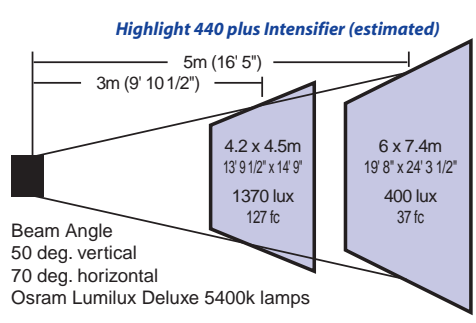 Highlight 440 plus Intensifier (estimated)
5m (16' 5")
3m (9' 10 1/2")
4.2 x 4.5m
13' 9 1/2" x 14' 9"
1370 lux
127 fc
6 x 7.4m
19' 8" x 24' 3 1/2"
400 lux
37 fc
Beam Angle
50 deg. vertical
70 deg. horizontal
Osram Lumilux Deluxe 5400k lamps